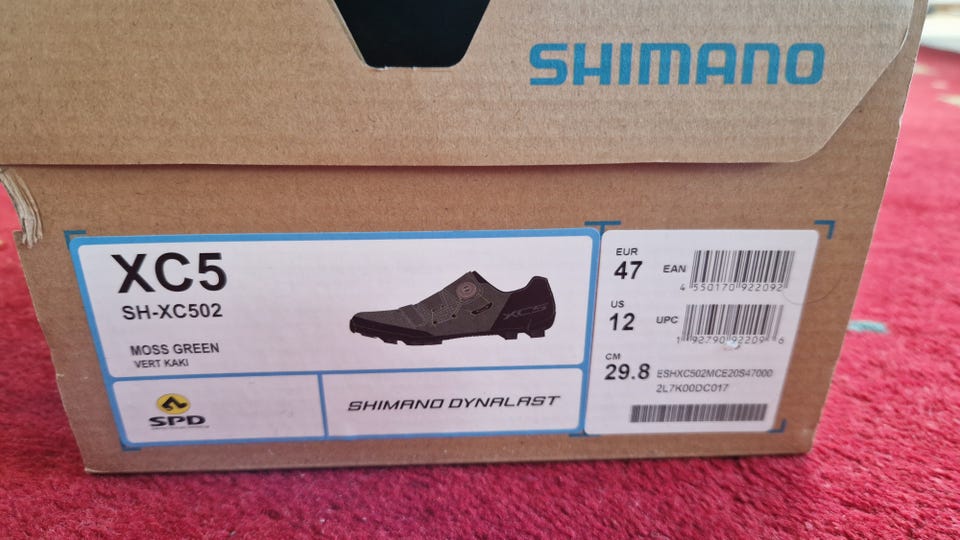 SHIMANO
XC5
SH-XC502
MOSS GREEN
VERT KAKI
SPD
SHIMANO DYNALAST
XC5
EUR
47
EAN
4 550170 922092
US
12
UPC
1 92790 92209 6
CM
29.8
ESHXC502MCE20S47000
2L7K00DC017